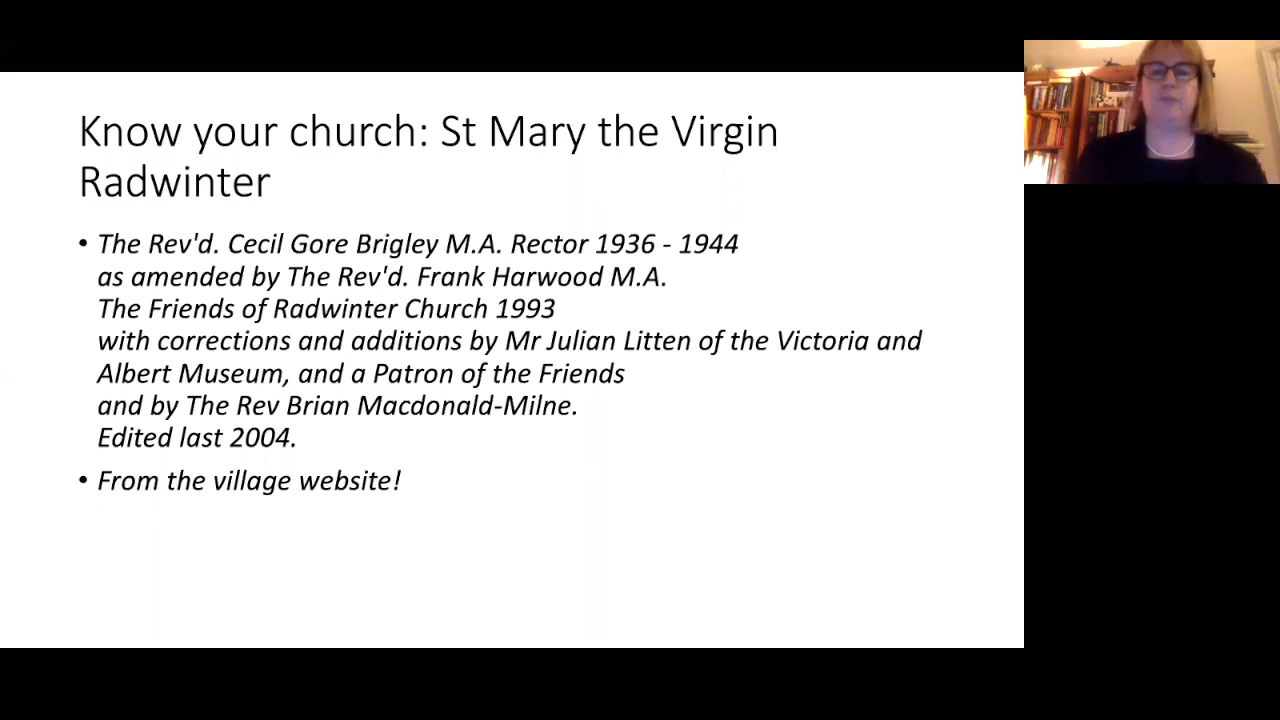 Know your church: St Mary the Virgin
Radwinter
• The Rev'd. Cecil Gore Brigley M.A. Rector 1936 - 1944
as amended by The Rev'd. Frank Harwood M.A.
The Friends of Radwinter Church 1993
with corrections and additions by Mr Julian Litten of the Victoria and
Albert Museum, and a Patron of the Friends
and by The Rev Brian Macdonald-Milne.
Edited last 2004.
• From the village website!